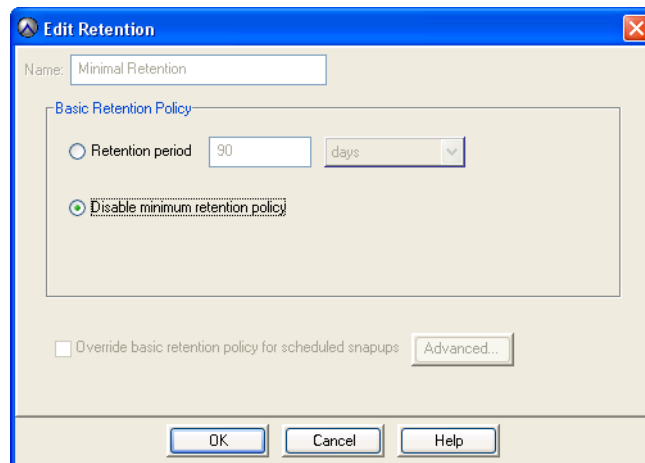 Edit Retention
Name: Minimal Retention
Basic Retention Policy
Retention period 90 days
Disable minimum retention policy
Override basic retention policy for scheduled snapups Advanced...
OK Cancel Help